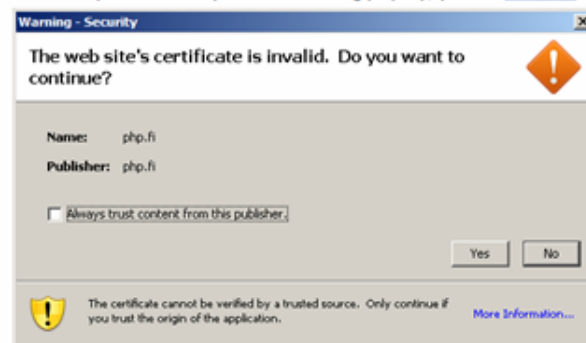 Warning - Security
The web site's certificate is invalid. Do you want to
continue?
Name: php.fi
Publisher: php.fi
Always trust content from this publisher.
Yes No
The certificate cannot be verified by a trusted source. Only continue if
you trust the origin of the application.
More Information...